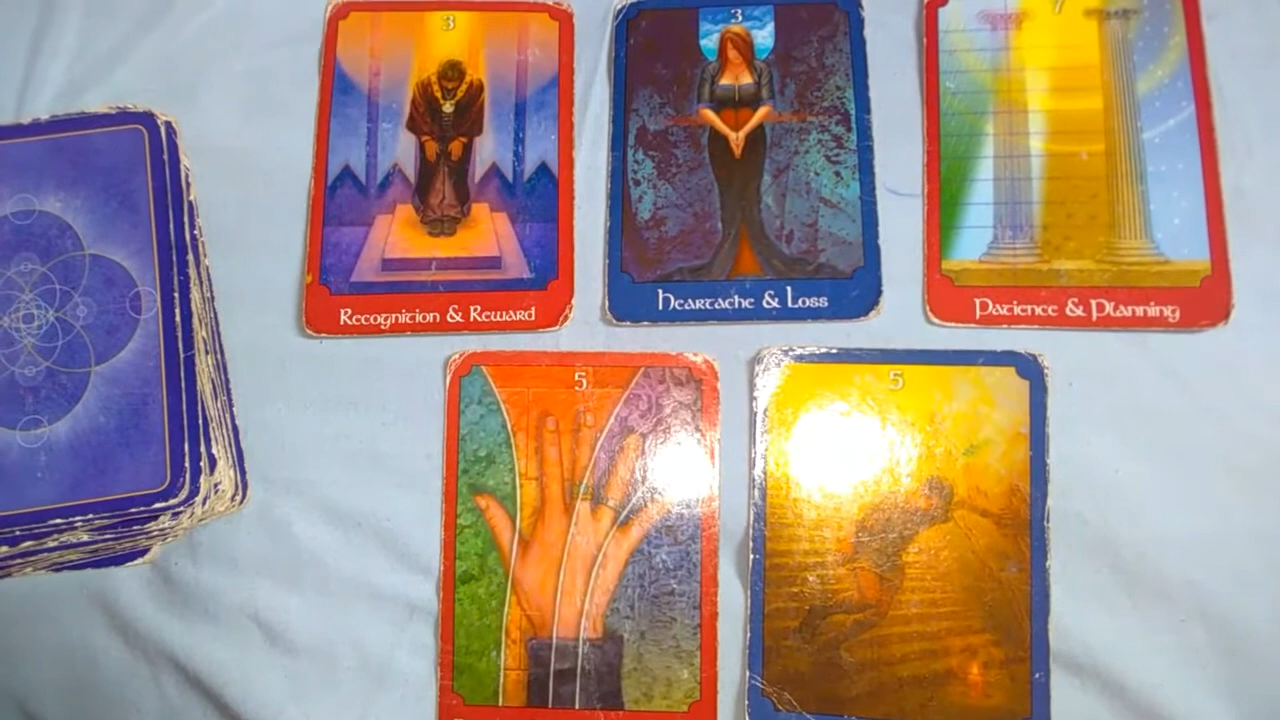 3
Recognition & Reward
3
Heartache & Loss
7
Patience & Planning
5
5